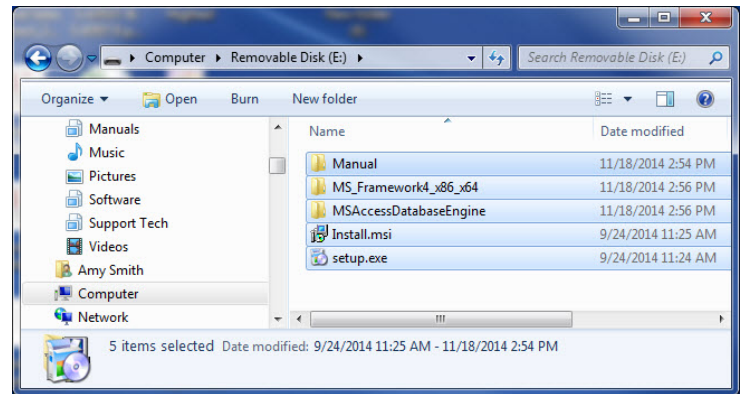 Computer Removable Disk (E:) Search Removable Disk (E:)
Organize Open Burn New folder
Manuals
Music
Pictures
Software
Support Tech
Videos
Amy Smith
Computer
Network
Name Date modified
Manual 11/18/2014 2:54 PM
MS_Framework4_x86_x64 11/18/2014 2:56 PM
MSAccessDatabaseEngine 11/18/2014 2:56 PM
Install.msi 9/24/2014 11:25 AM
setup.exe 9/24/2014 11:24 AM
5 items selected Date modified: 9/24/2014 11:25 AM - 11/18/2014 2:54 PM